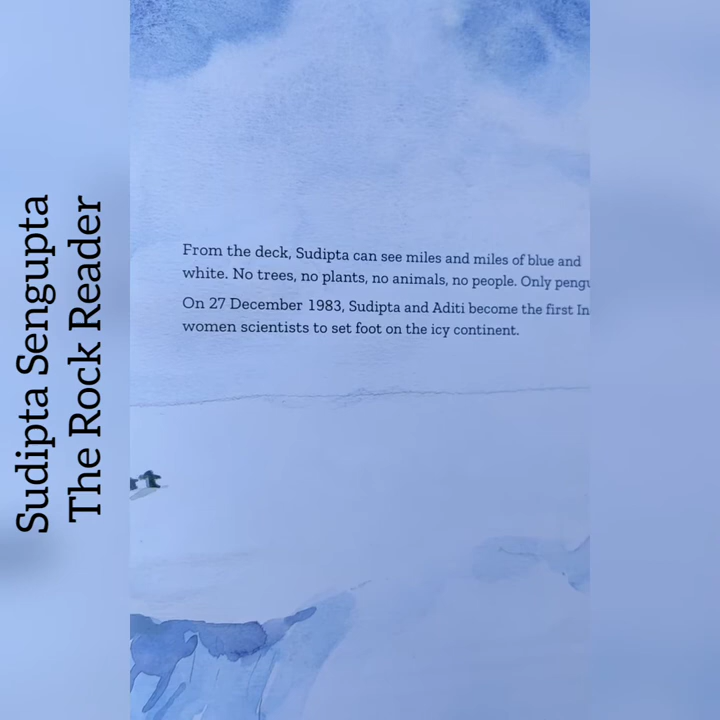 Sudipta Sengupta
The Rock Reader
From the deck, Sudipta can see miles and miles of blue and
white. No trees, no plants, no animals, no people. Only
On 27 December 1983, Sudipta and Aditi become the first
women scientists to set foot on the icy continent.